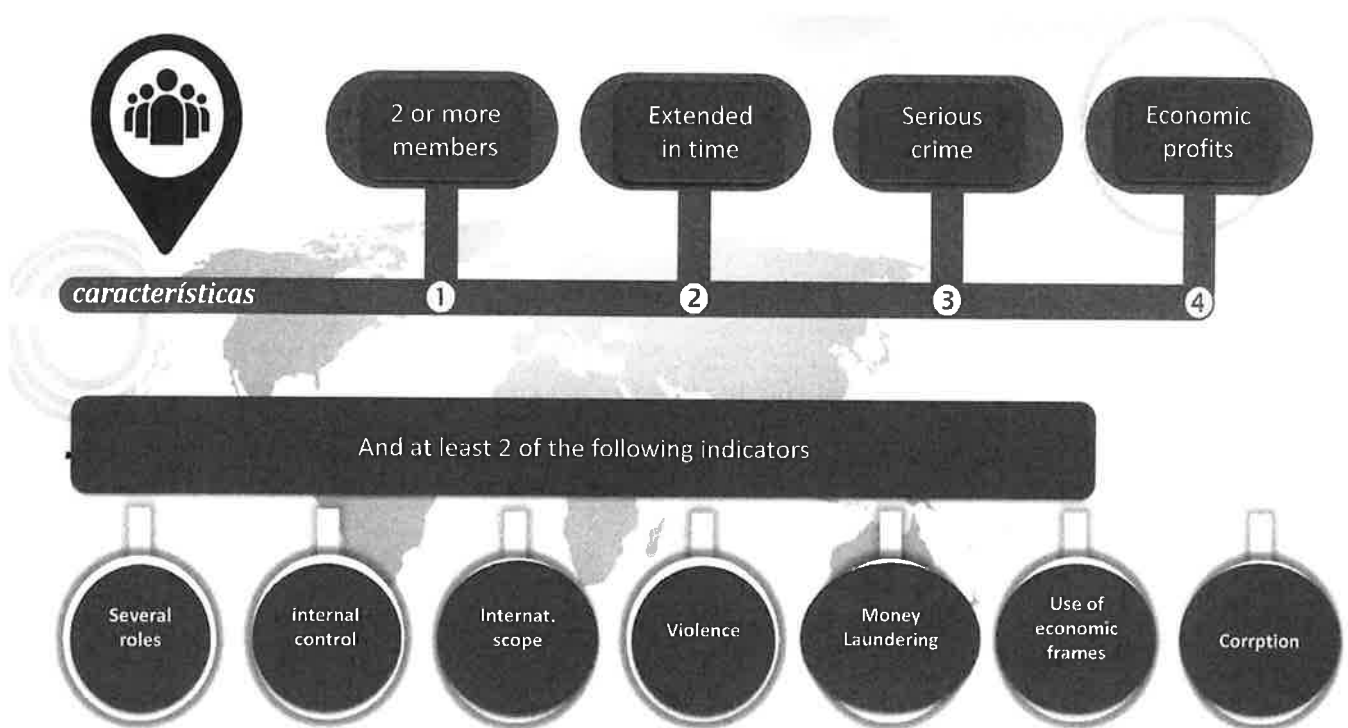 2 or more
members
Extended
in time
Serious
crime
Economic
profits
características
1
2
3
4
And at least 2 of the following indicators
Several
roles
internal
control
Internat.
scope
Violence
Money
Laundering
Use of
economic
frames
Corrption